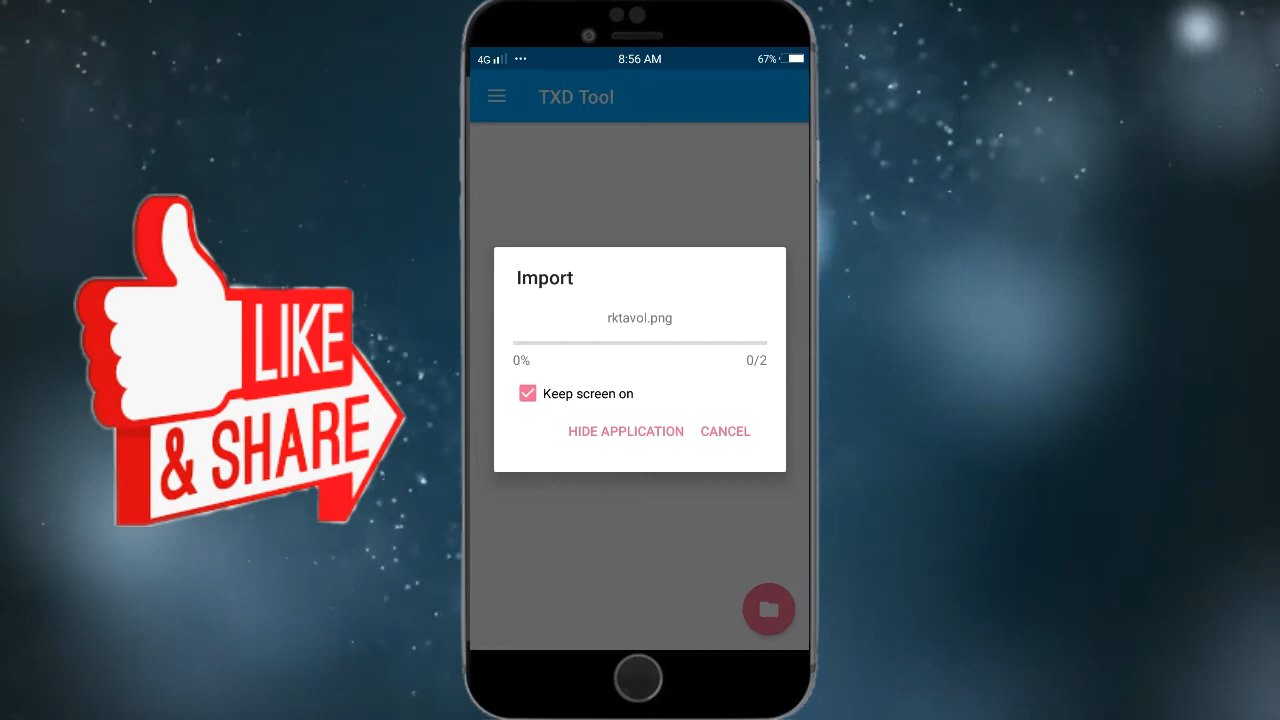 4G
8:56 AM
67%
TXD Tool
Import
rktavol.png
0%
0/2
Keep screen on
HIDE APPLICATION
CANCEL
LIKE
& SHARE